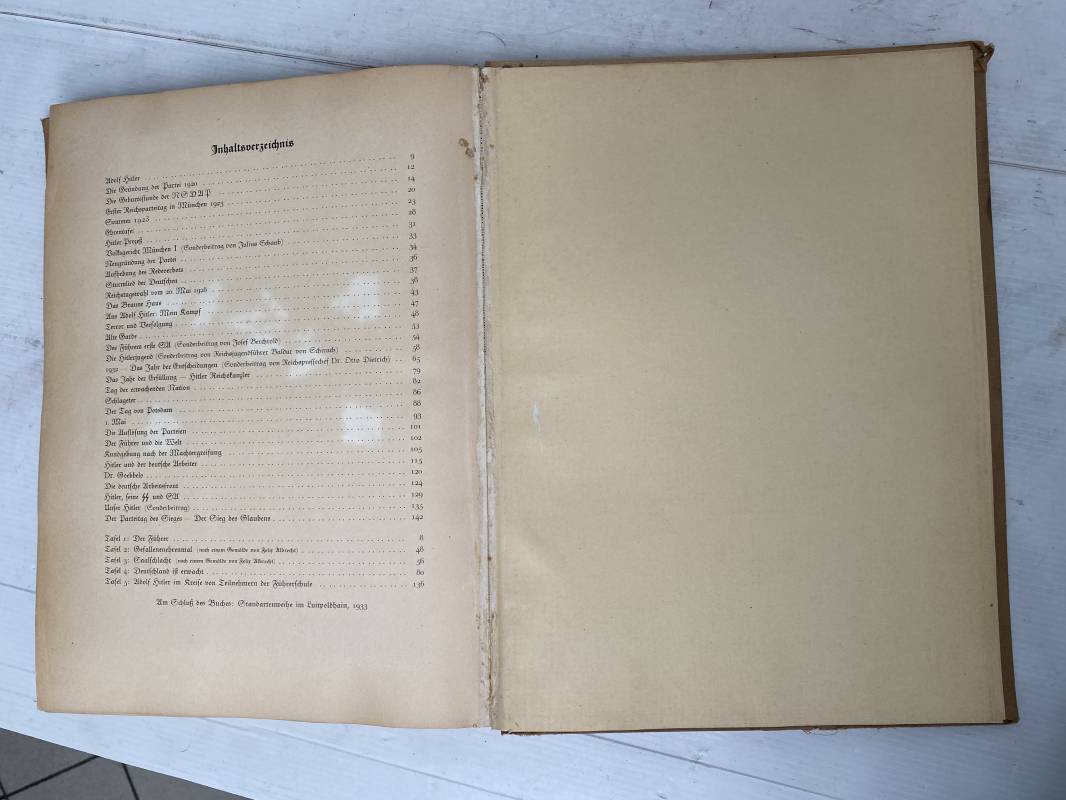 Inhaltsverzeichnis
Adolf Hitler . . . 9
Die Gründung der Partei 1920 . . . 12
Die Geburtsstunde der NSDAP . . . 14
Erster Reichsparteitag in München 1923 . . . 20
Sommer 1923 . . . 23
Ehrentafel . . . 28
Hitler-Prozeß . . . 31
Volksgericht München I (Sonderbeitrag von Julius Schaub) . . . 33
Neugründung der Partei . . . 34
Aufhebung des Redeverbots . . . 36
Sturmlied der Deutschen . . . 37
Reichstagswahl vom 20. Mai 1928 . . . 38
Das Braune Haus . . . 43
Aus Adolf Hitler: Mein Kampf . . . 47
Terror und Verfolgung . . . 48
Alte Garde . . . 53
Des Führers erste SA (Sonderbeitrag von Josef Berchtold) . . . 54
Die Hitlerjugend (Sonderbeitrag von Reichsjugendführer Baldur von Schirach) . . . 58
1932 — Das Jahr der Entscheidungen (Sonderbeitrag von Reichspressechef Dr. Otto Dietrich) . . 65
Das Jahr der Erfüllung — Hitler Reichskanzler . . . 79
Tag der erwachenden Nation . . . 82
Schlageter . . . 86
Der Tag von Potsdam . . . 88
1. Mai . . . 93
Die Auflösung der Parteien . . . 101
Der Führer und die Welt . . . 102
Kundgebung nach der Machtergreifung . . . 105
Hitler und der deutsche Arbeiter . . . 115
Dr. Goebbels . . . 120
Die deutsche Arbeitsfront . . . 124
Hitler, seine SS und SA . . . 129
Unser Hitler (Sonderbeitrag) . . . 135
Der Parteitag des Sieges — Der Sieg des Glaubens . . . 142
Tafel 1: Der Führer . . . 8
Tafel 2: Gefallenenehrenmal (nach einem Gemälde von Felix Albrecht) . . . 48
Tafel 3: Saalschlacht (nach einem Gemälde von Felix Albrecht) . . . 56
Tafel 4: Deutschland ist erwacht . . . 80
Tafel 5: Adolf Hitler im Kreise von Teilnehmern der Führerschule . . . 136
Am Schluß des Buches: Standartenweihe im Luitpoldhain, 1933